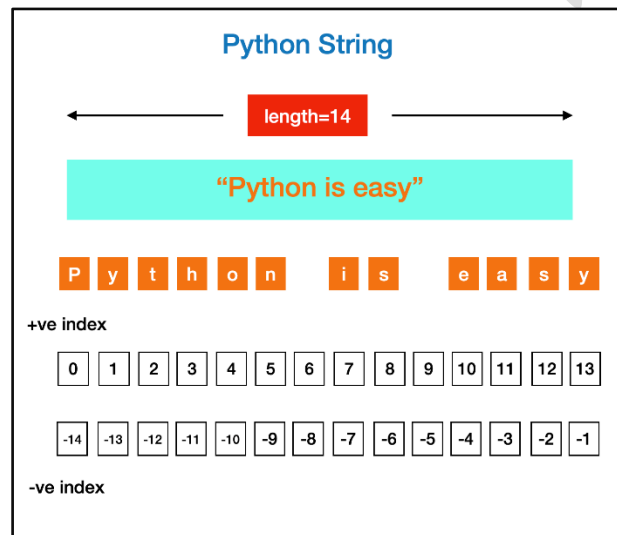 Python String
length=14
“Python is easy”
P y t h o n i s e a s y
+ve index
0 1 2 3 4 5 6 7 8 9 10 11 12 13
-14 -13 -12 -11 -10 -9 -8 -7 -6 -5 -4 -3 -2 -1
-ve index